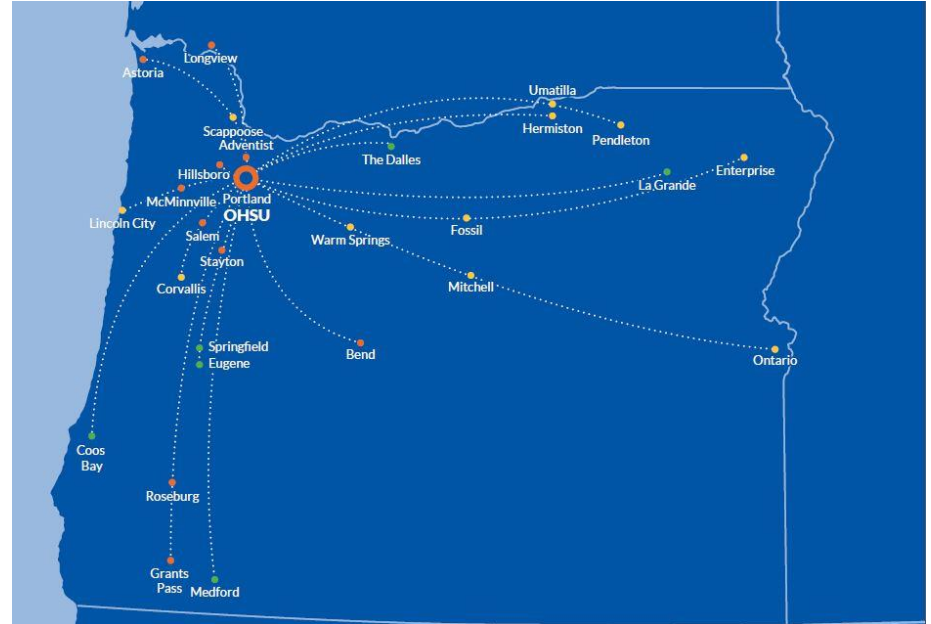 Longview
Astoria
Umatilla
Scappoose
Hermiston
Pendleton
Adventist
The Dalles
Hillsboro
Enterprise
La Grande
McMinnville
Portland
OHSU
Lincoln City
Salem
Fossil
Warm Springs
Stayton
Corvallis
Mitchell
Springfield
Bend
Eugene
Ontario
Coos
Bay
Roseburg
Grants
Pass
Medford